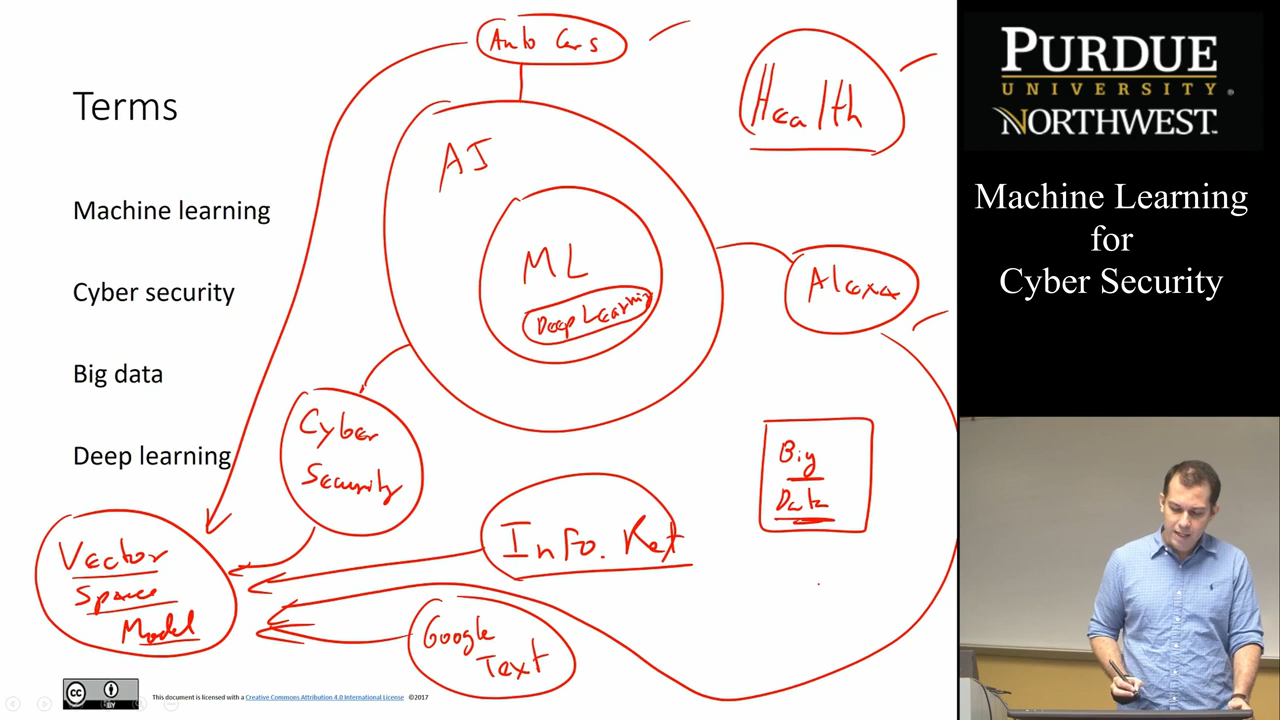 Terms
Machine learning
Cyber security
Big data
Deep learning
Auto Cars
Health
AI
ML
Deep Learning
Alexa
Cyber
Security
Big
Data
Info. Ret
Vector
Space
Model
Google
Text
This document is licensed with a Creative Commons Attribution 4.0 International License ©2017
cc
BY
PURDUE
UNIVERSITY
NORTHWEST
Machine Learning
for
Cyber Security